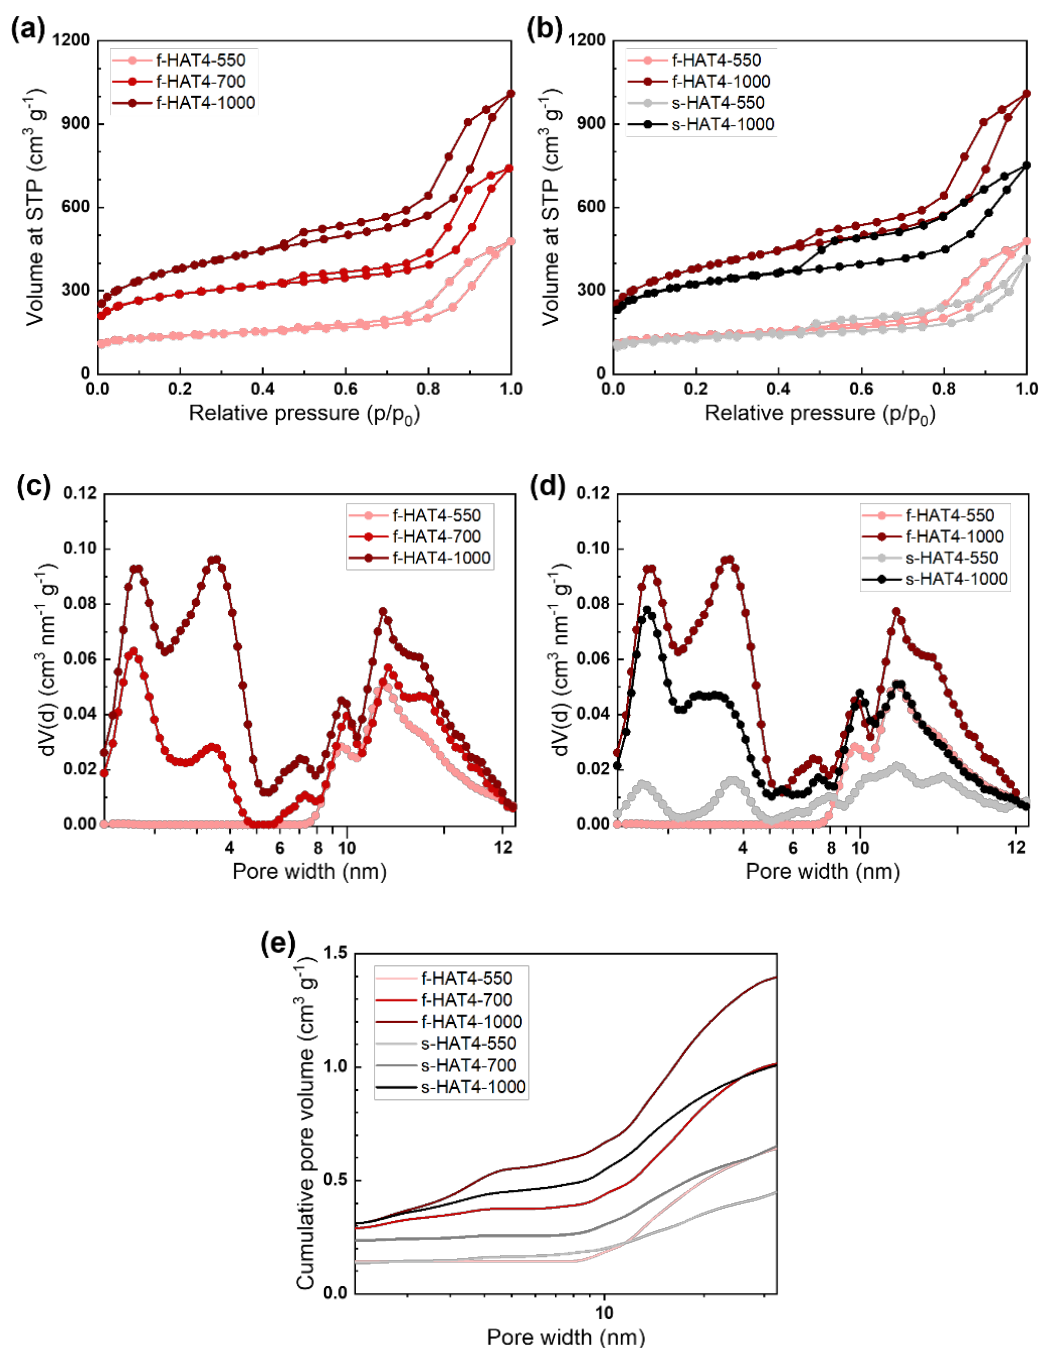 (a)
1200
900
600
300
0
Volume at STP (cm³ g⁻¹)
f-HAT4-550
f-HAT4-700
f-HAT4-1000
0.0 0.2 0.4 0.6 0.8 1.0
Relative pressure (p/p₀)
(b)
1200
900
600
300
0
Volume at STP (cm³ g⁻¹)
f-HAT4-550
f-HAT4-1000
s-HAT4-550
s-HAT4-1000
0.0 0.2 0.4 0.6 0.8 1.0
Relative pressure (p/p₀)
(c)
0.12
0.10
0.08
0.06
0.04
0.02
0.00
dV(d) (cm³ nm⁻¹ g⁻¹)
f-HAT4-550
f-HAT4-700
f-HAT4-1000
4 6 8 10 12
Pore width (nm)
(d)
0.12
0.10
0.08
0.06
0.04
0.02
0.00
dV(d) (cm³ nm⁻¹ g⁻¹)
f-HAT4-550
f-HAT4-1000
s-HAT4-550
s-HAT4-1000
4 6 8 10 12
Pore width (nm)
(e)
1.5
1.0
0.5
0.0
Cumulative pore volume (cm³ g⁻¹)
f-HAT4-550
f-HAT4-700
f-HAT4-1000
s-HAT4-550
s-HAT4-700
s-HAT4-1000
10
Pore width (nm)